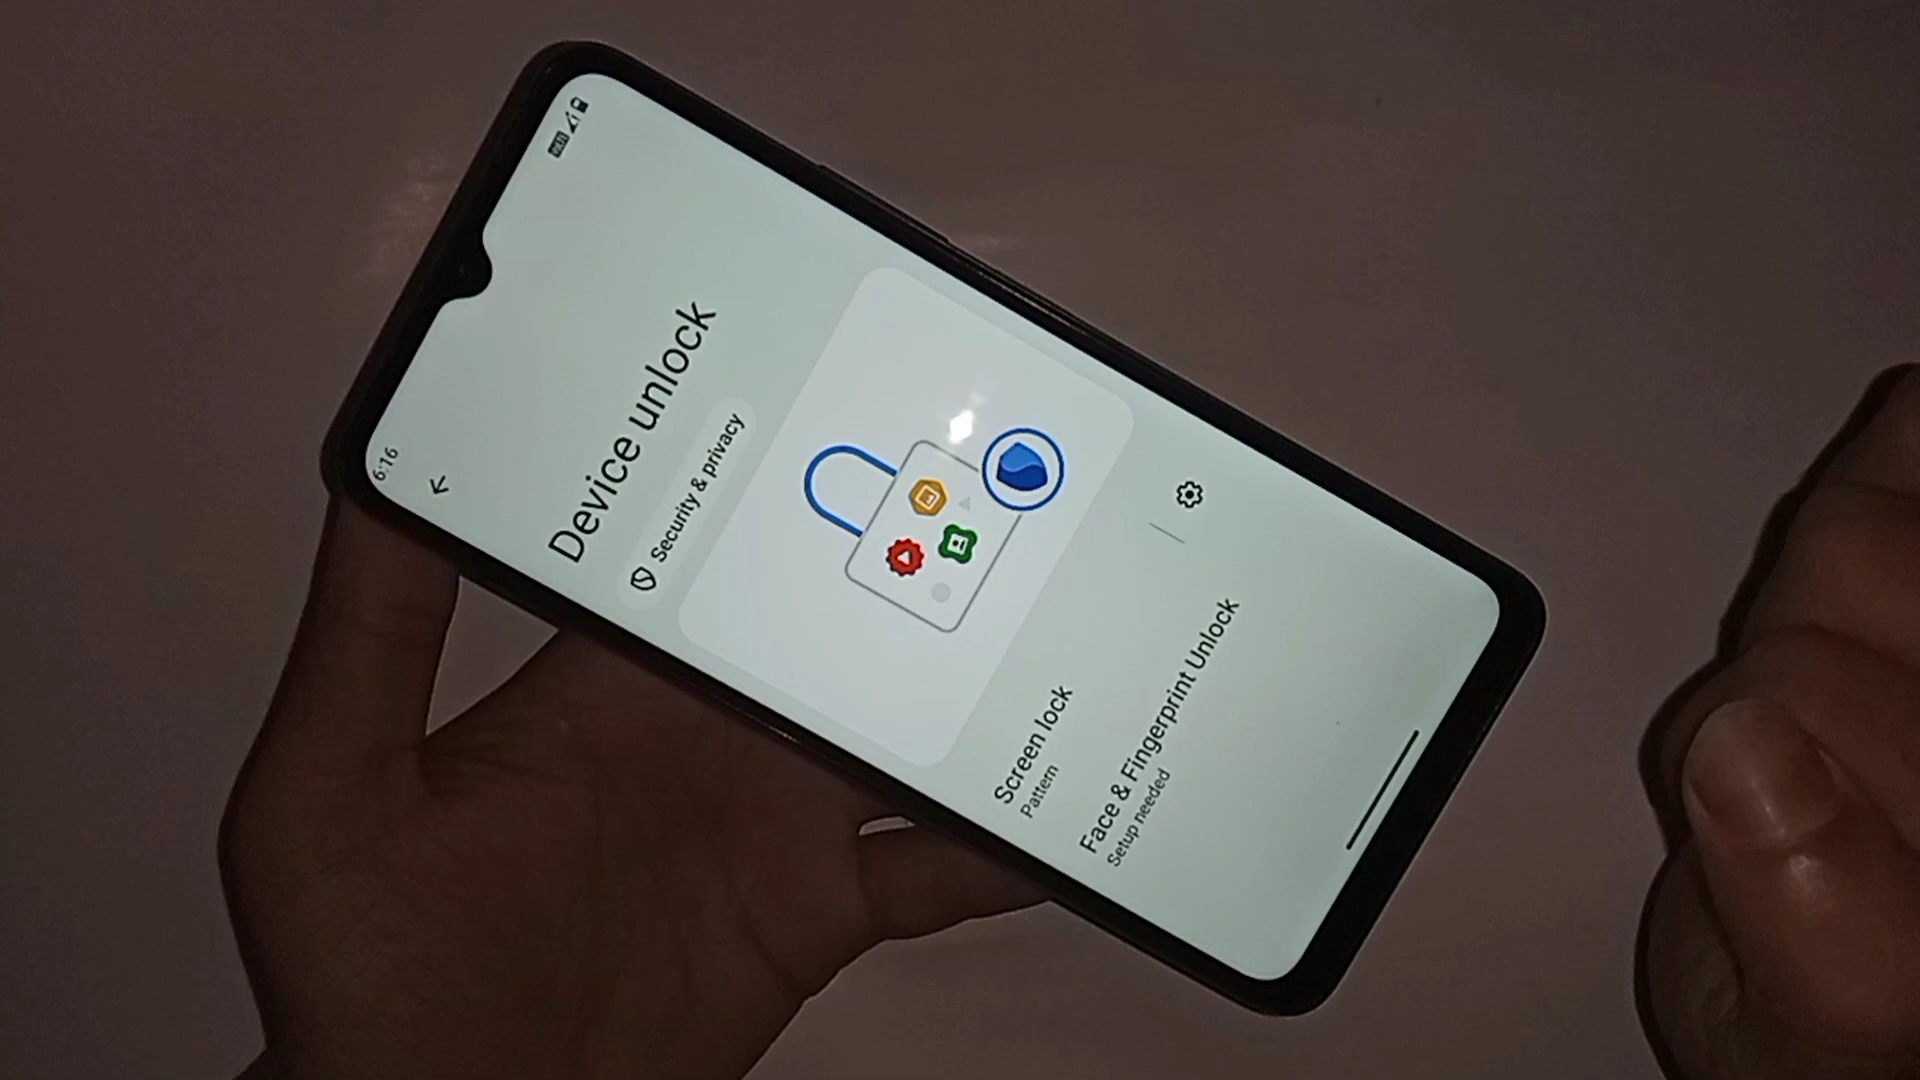 6:16
Device unlock
Security & privacy
Screen lock
Pattern
Face & Fingerprint Unlock
Setup needed